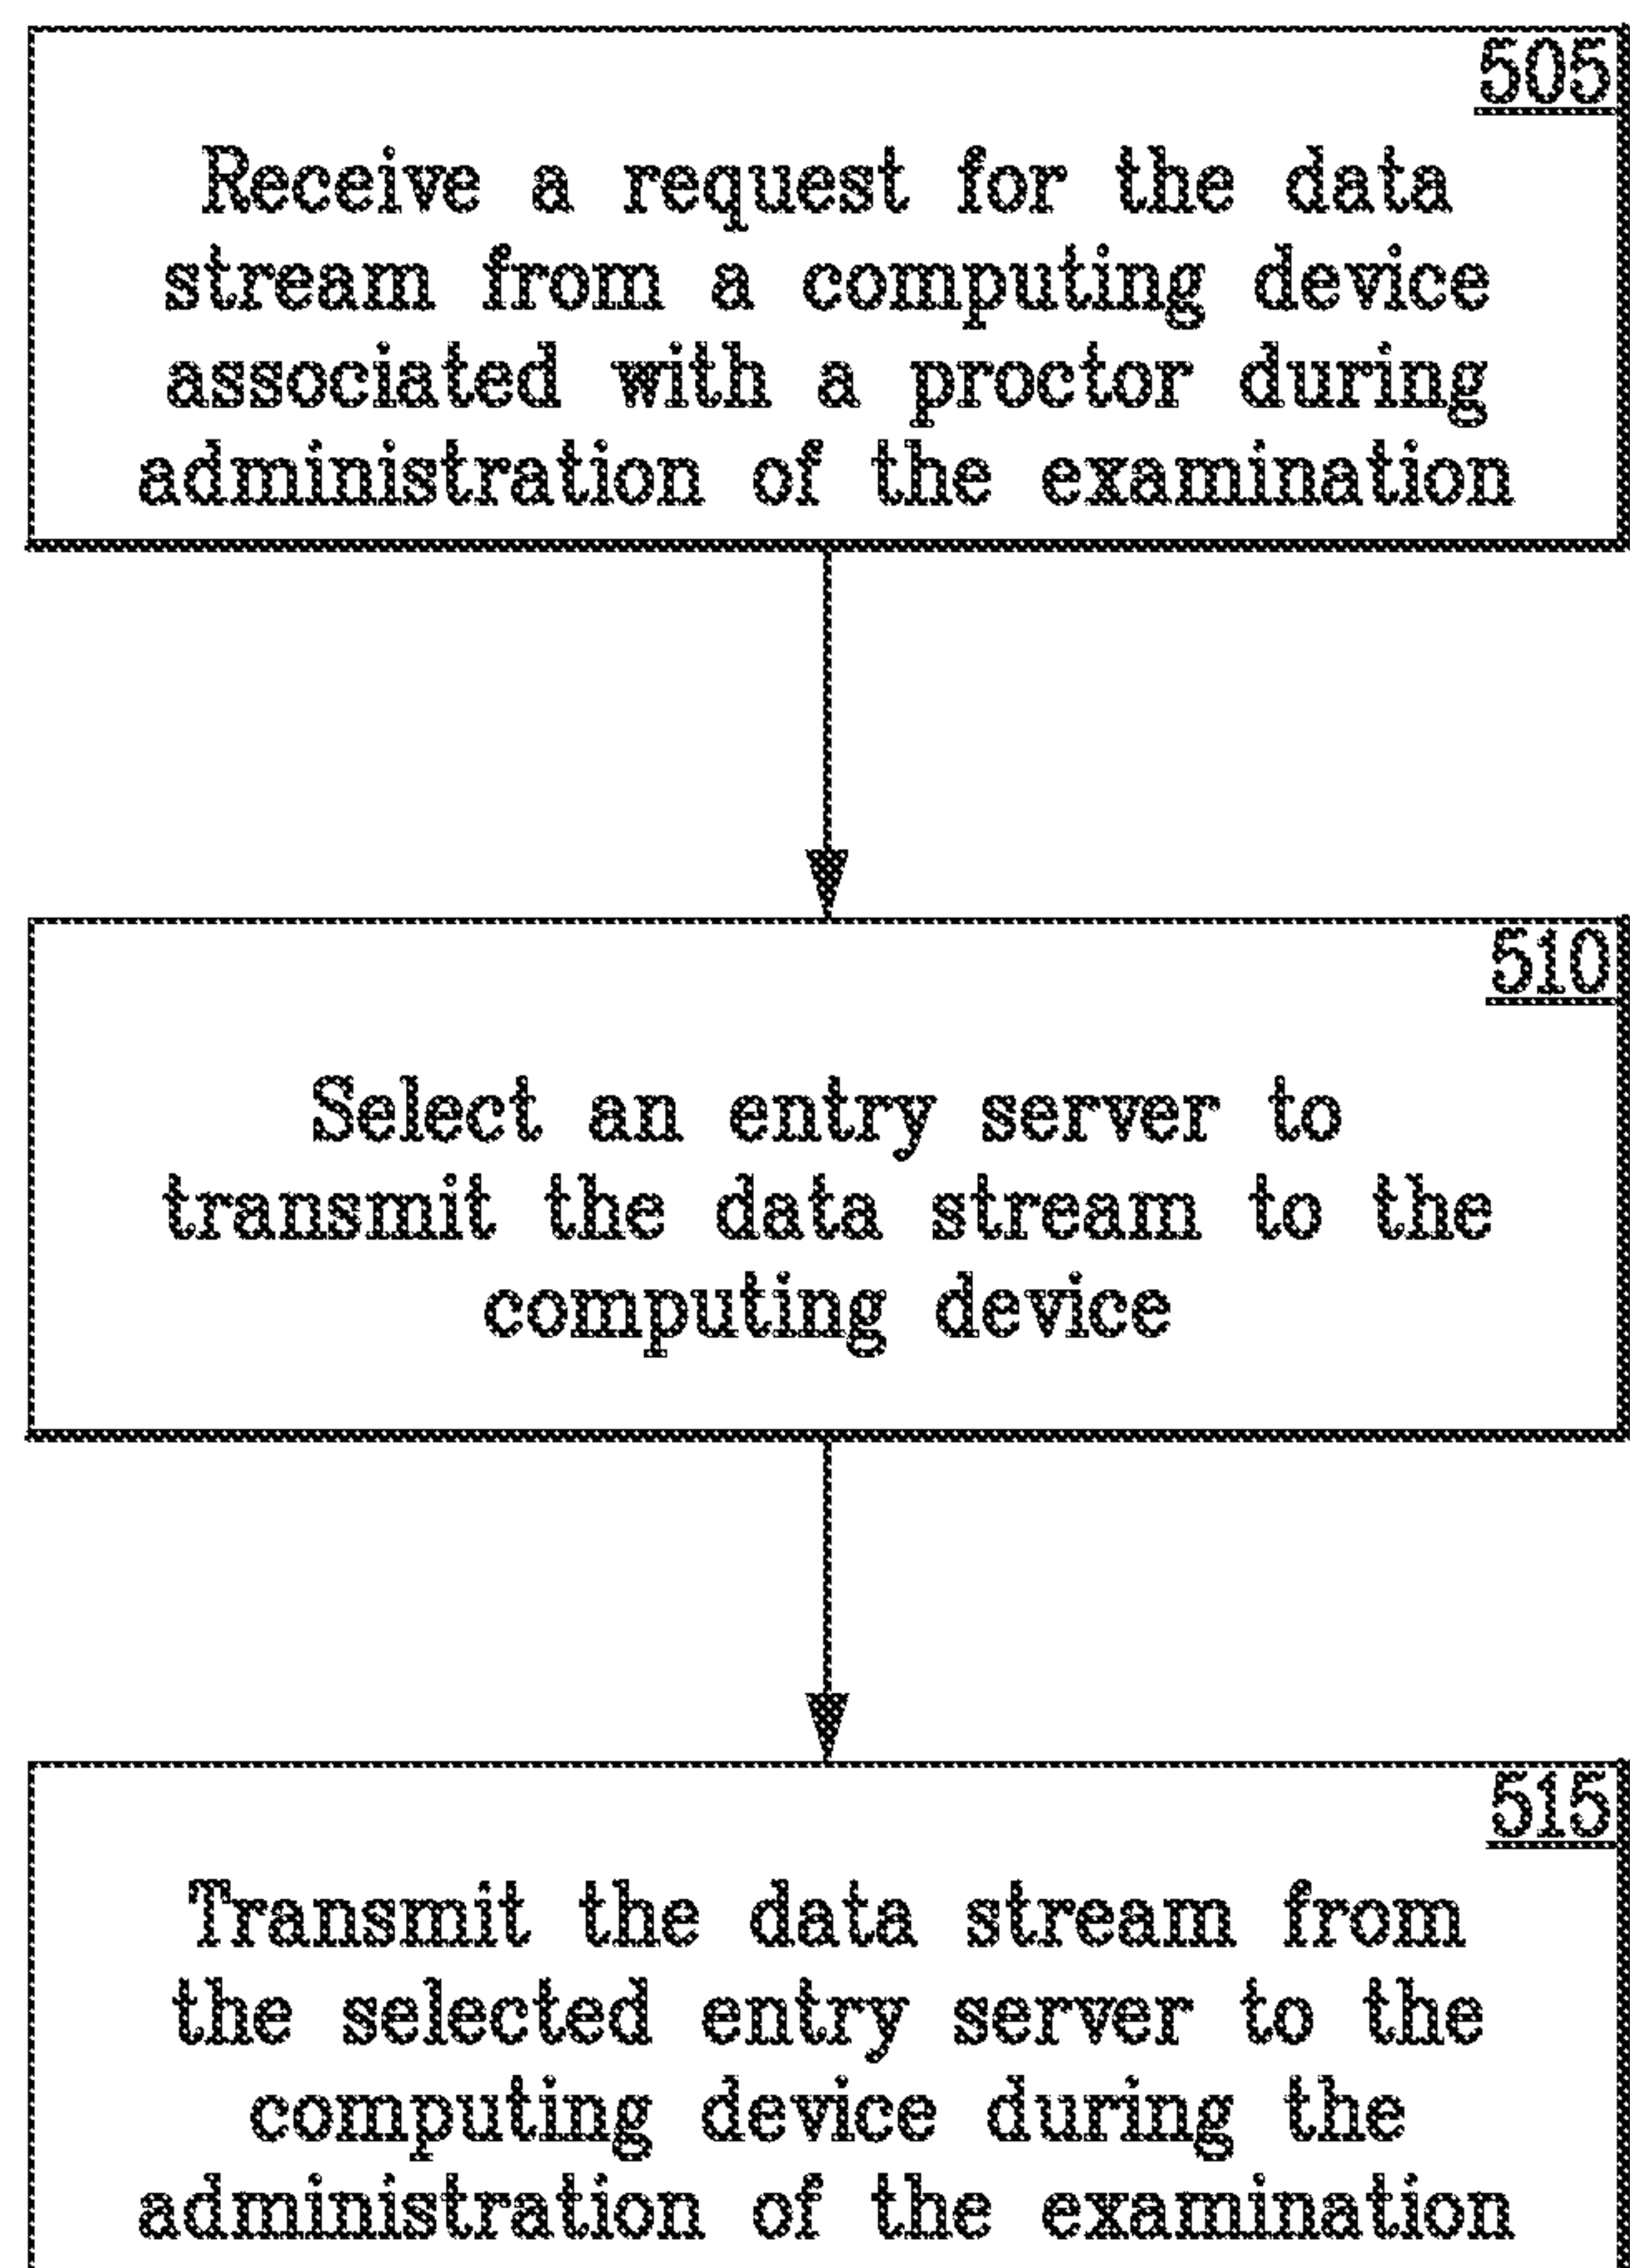 505
Receive a request for the data
stream from a computing device
associated with a proctor during
administration of the examination
510
Select an entry server to
transmit the data stream to the
computing device
515
Transmit the data stream from
the selected entry server to the
computing device during the
administration of the examination